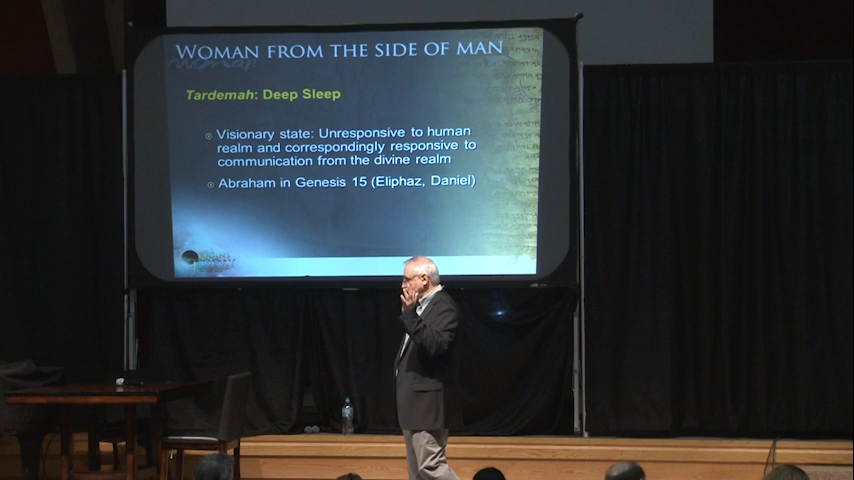 WOMAN FROM THE SIDE OF MAN
Tardemah: Deep Sleep
Visionary state: Unresponsive to human
realm and correspondingly responsive to
communication from the divine realm
Abraham in Genesis 15 (Eliphaz, Daniel)